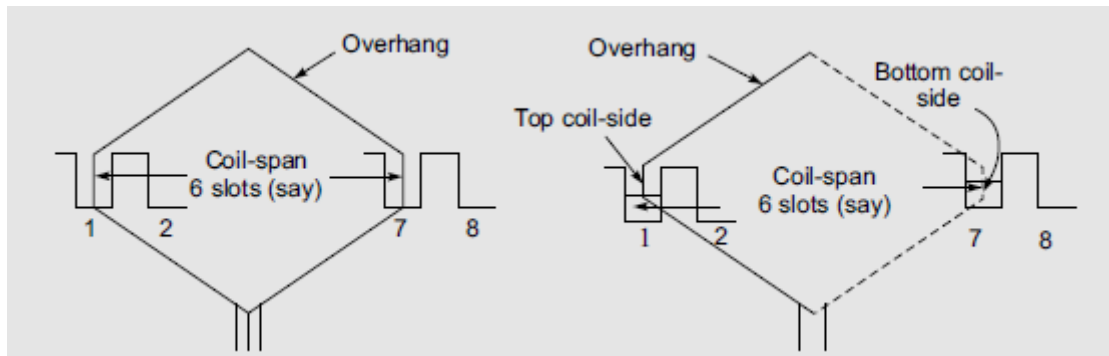 Overhang
Coil-span
6 slots (say)
1
2
7
8
Overhang
Top coil-side
Bottom coil-
side
Coil-span
6 slots (say)
1
2
7
8